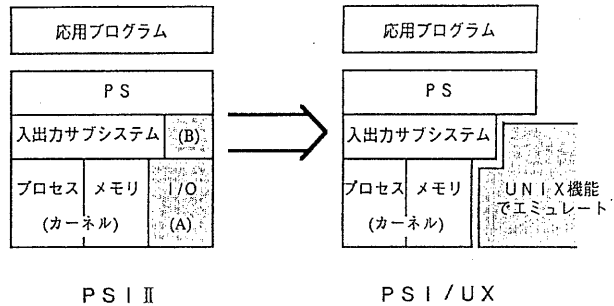 応用プログラム
PS
入出力サブシステム
(B)
プロセス
メモリ
I/O
(カーネル)
(A)
PSIⅡ
応用プログラム
PS
入出力サブシステム
プロセス
メモリ
(カーネル)
UNIX機能
でエミュレート
PSI/UX